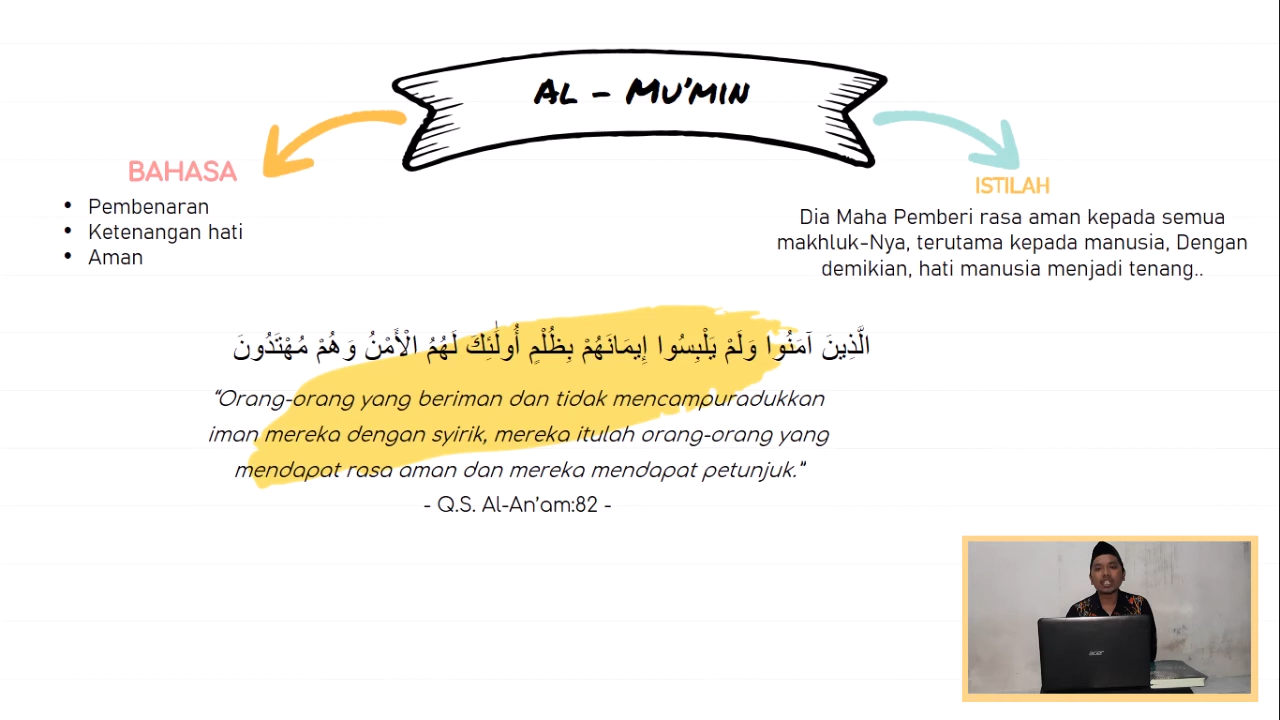 AL – MU'MIN
BAHASA
• Pembenaran
• Ketenangan hati
• Aman
ISTILAH
Dia Maha Pemberi rasa aman kepada semua
makhluk-Nya, terutama kepada manusia, Dengan
demikian, hati manusia menjadi tenang..
الَّذِينَ آمَنُوا وَلَمْ يَلْبِسُوا إِيمَانَهُمْ بِظُلْمٍ أُولَٰئِكَ لَهُمُ الْأَمْنُ وَهُمْ مُهْتَدُونَ
“Orang-orang yang beriman dan tidak mencampuradukkan
iman mereka dengan syirik, mereka itulah orang-orang yang
mendapat rasa aman dan mereka mendapat petunjuk.”
- Q.S. Al-An’am:82 -
acer